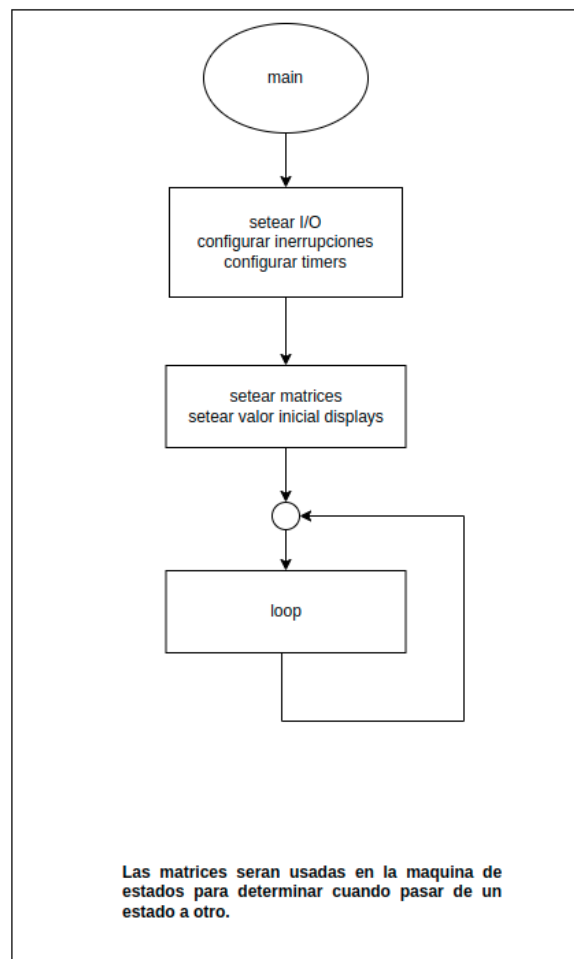 main
setear I/O
configurar inerrupciones
configurar timers
setear matrices
setear valor inicial displays
loop
Las matrices seran usadas en la maquina de
estados para determinar cuando pasar de un
estado a otro.